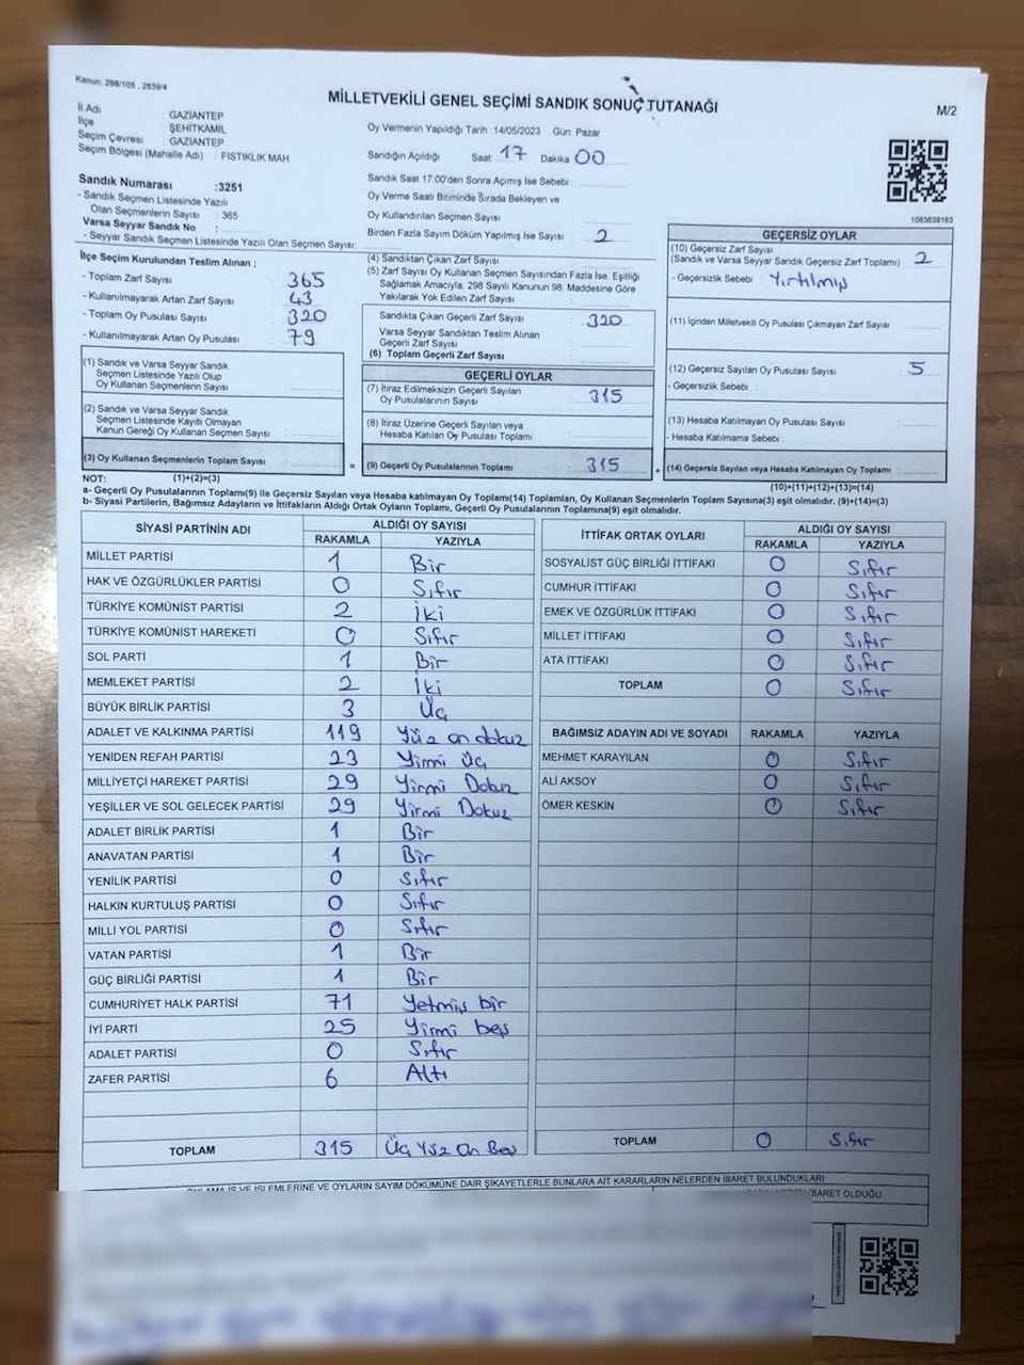 Kanun: 298/105 , 2839/4
MİLLETVEKİLİ GENEL SEÇİMİ SANDIK SONUÇ TUTANAĞI
M/2
İl Adı : GAZİANTEP
İlçe : ŞEHİTKAMİL
Seçim Çevresi : GAZİANTEP
Seçim Bölgesi (Mahalle Adı) : FISTIKLIK MAH
Oy Vermenin Yapıldığı Tarih :14/05/2023 Gün: Pazar
Sandığın Açıldığı Saat 17 Dakika 00
Sandık Numarası :3251
- Sandık Seçmen Listesinde Yazılı
Olan Seçmenlerin Sayısı : 365
Varsa Seyyar Sandık No :
- Seyyar Sandık Seçmen Listesinde Yazılı Olan Seçmen Sayısı:
Sandık Saat 17.00'den Sonra Açımış İse Sebebi :
Oy Verme Saati Bitiminde Sırada Bekleyen ve
Oy Kullandırılan Seçmen Sayısı
Birden Fazla Sayım Döküm Yapılmış İse Sayısı : 2
1063639163
İlçe Seçim Kurulundan Teslim Alınan :
- Toplam Zarf Sayısı : 365
- Kullanılmayarak Artan Zarf Sayısı : 43
- Toplam Oy Pusulası Sayısı : 320
- Kullanılmayarak Artan Oy Pusulası : 79
(4) Sandıktan Çıkan Zarf Sayısı
(5) Zarf Sayısı Oy Kullanan Seçmen Sayısından Fazla İse, Eşitliği
Sağlamak Amacıyla, 298 Sayılı Kanunun 98. Maddesine Göre
Yakılarak Yok Edilen Zarf Sayısı
Sandıkta Çıkan Geçerli Zarf Sayısı : 320
Varsa Seyyar Sandıktan Teslim Alınan
Geçerli Zarf Sayısı
(6) Toplam Geçerli Zarf Sayısı
GEÇERSİZ OYLAR
(10) Geçersiz Zarf Sayısı
(Sandık ve Varsa Seyyar Sandık Geçersiz Zarf Toplamı) : 2
- Geçersizlik Sebebi : Yırtılmış
(11) İçinden Milletvekili Oy Pusulası Çıkmayan Zarf Sayısı
(12) Geçersiz Sayılan Oy Pusulası Sayısı : 5
- Geçersizlik Sebebi :
(13) Hesaba Katılmayan Oy Pusulası Sayısı :
- Hesaba Katılmama Sebebi :
(14) Geçersiz Sayılan veya Hesaba Katılmayan Oy Toplamı :
(10)+(11)+(12)+(13)=(14)
(1) Sandık ve Varsa Seyyar Sandık
Seçmen Listesinde Yazılı Olup
Oy Kullanan Seçmenlerin Sayısı
(2) Sandık ve Varsa Seyyar Sandık
Seçmen Listesinde Kayıtlı Olmayan
Kanun Gereği Oy Kullanan Seçmen Sayısı
(3) Oy Kullanan Seçmenlerin Toplam Sayısı
(1)+(2)=(3)
GEÇERLİ OYLAR
(7) İtiraz Edilmeksizin Geçerli Sayılan
Oy Pusulalarının Sayısı : 315
(8) İtiraz Üzerine Geçerli Sayılan veya
Hesaba Katılan Oy Pusulası Toplamı
= (9) Geçerli Oy Pusulalarının Toplamı : 315 +
NOT:
a- Geçerli Oy Pusulalarının Toplamı(9) ile Geçersiz Sayılan veya Hesaba katılmayan Oy Toplamı(14) Toplamları, Oy Kullanan Seçmenlerin Toplam Sayısına(3) eşit olmalıdır. (9)+(14)=(3)
b- Siyasi Partilerin, Bağımsız Adayların ve İttifakların Aldığı Ortak Oyların Toplamı, Geçerli Oy Pusulalarının Toplamına(9) eşit olmalıdır.
SİYASİ PARTİNİN ADI ALDIĞI OY SAYISI
RAKAMLA YAZIYLA
MİLLET PARTİSİ 1 Bir
HAK VE ÖZGÜRLÜKLER PARTİSİ 0 Sıfır
TÜRKİYE KOMÜNİST PARTİSİ 2 İki
TÜRKİYE KOMÜNİST HAREKETİ 0 Sıfır
SOL PARTİ 1 Bir
MEMLEKET PARTİSİ 2 İki
BÜYÜK BİRLİK PARTİSİ 3 Üç
ADALET VE KALKINMA PARTİSİ 119 Yüz on dokuz
YENİDEN REFAH PARTİSİ 23 Yirmi Üç
MİLLİYETÇİ HAREKET PARTİSİ 29 Yirmi Dokuz
YEŞİLLER VE SOL GELECEK PARTİSİ 29 Yirmi Dokuz
ADALET BİRLİK PARTİSİ 1 Bir
ANAVATAN PARTİSİ 1 Bir
YENİLİK PARTİSİ 0 Sıfır
HALKIN KURTULUŞ PARTİSİ 0 Sıfır
MİLLİ YOL PARTİSİ 0 Sıfır
VATAN PARTİSİ 1 Bir
GÜÇ BİRLİĞİ PARTİSİ 1 Bir
CUMHURİYET HALK PARTİSİ 71 Yetmiş bir
İYİ PARTİ 25 Yirmi beş
ADALET PARTİSİ 0 Sıfır
ZAFER PARTİSİ 6 Altı
TOPLAM 315 Üç Yüz On Beş
İTTİFAK ORTAK OYLARI ALDIĞI OY SAYISI
RAKAMLA YAZIYLA
SOSYALİST GÜÇ BİRLİĞİ İTTİFAKI 0 Sıfır
CUMHUR İTTİFAKI 0 Sıfır
EMEK VE ÖZGÜRLÜK İTTİFAKI 0 Sıfır
MİLLET İTTİFAKI 0 Sıfır
ATA İTTİFAKI 0 Sıfır
TOPLAM 0 Sıfır
BAĞIMSIZ ADAYIN ADI VE SOYADI RAKAMLA YAZIYLA
MEHMET KARAYILAN 0 Sıfır
ALİ AKSOY 0 Sıfır
ÖMER KESKİN 0 Sıfır
TOPLAM 0 Sıfır
İŞ VE İŞLEMLERİNE VE OYLARIN SAYIM DÖKÜMÜNE DAİR ŞİKAYETLERLE BUNLARA AİT KARARLARIN NELERDEN İBARET BULUNDUKLARI
İBARET OLDUĞU